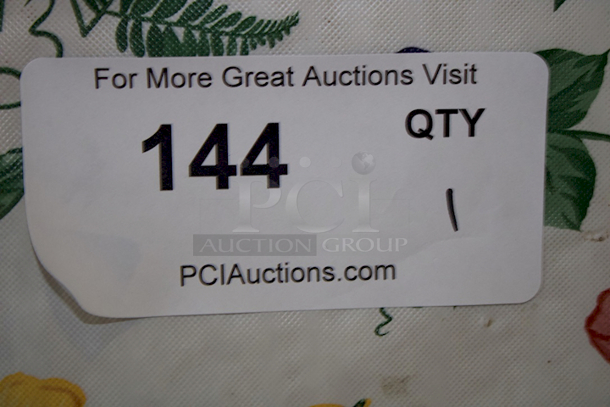 For More Great Auctions Visit
144
QTY
1
PCI
AUCTION GROUP
PCIAuctions.com